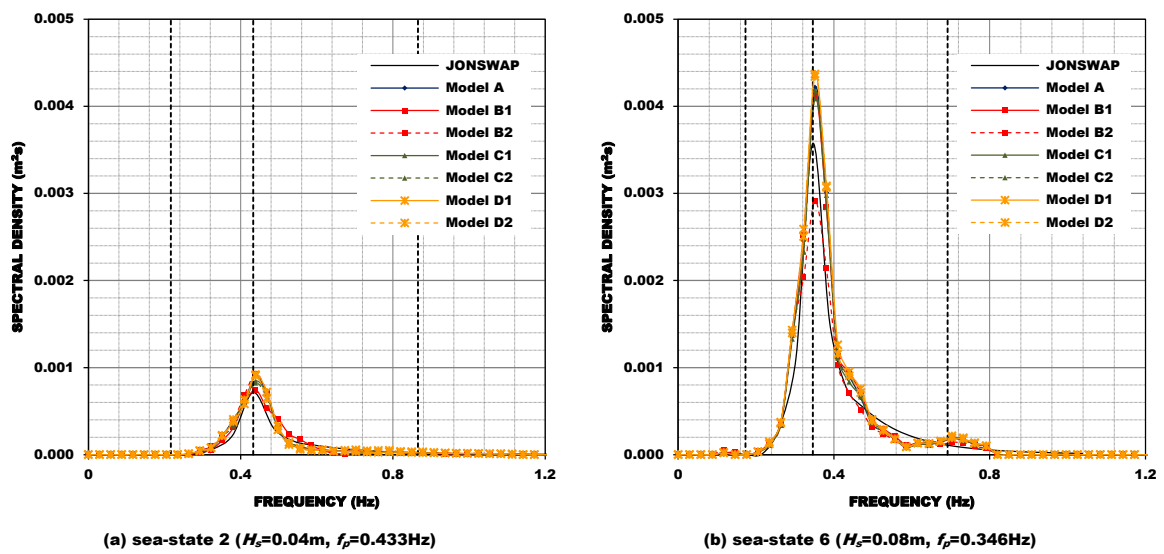 0.005
0.004
0.003
0.002
0.001
0.000
SPECTRAL DENSITY (m²s)
JONSWAP
Model A
Model B1
Model B2
Model C1
Model C2
Model D1
Model D2
0
0.4
0.8
1.2
FREQUENCY (Hz)
(a) sea-state 2 (Hₛ=0.04m, fₚ=0.433Hz)
0.005
0.004
0.003
0.002
0.001
0.000
SPECTRAL DENSITY (m²s)
JONSWAP
Model A
Model B1
Model B2
Model C1
Model C2
Model D1
Model D2
0
0.4
0.8
1.2
FREQUENCY (Hz)
(b) sea-state 6 (Hₛ=0.08m, fₚ=0.346Hz)